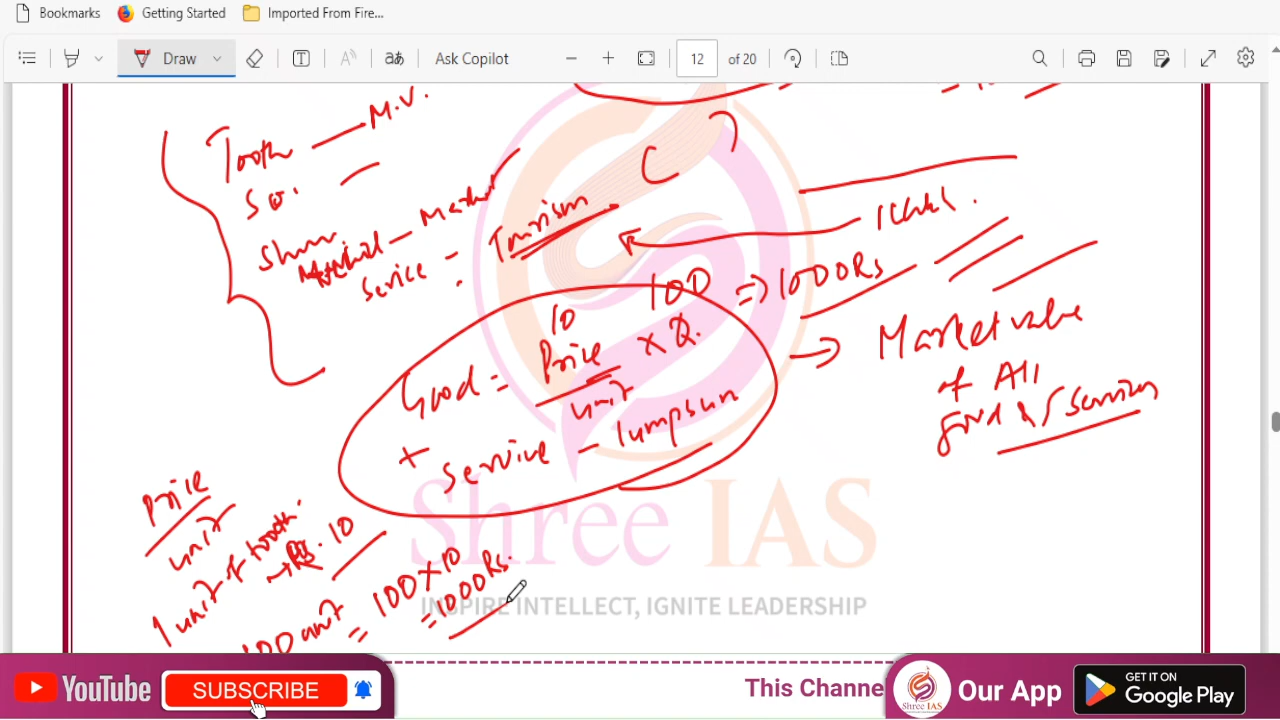 Bookmarks Getting Started Imported From Fire...
Draw Ask Copilot 12 of 20
Tooth — M.V.
So.
Service = Tourism
100 => 1000Rs
10
Good = Price × Q.
unit
+ Service - lumpsum
→ Market value
of All
good & services
Price
unit
1 unit of tooth.
→ Rs. 10
100 unit = 100 × 10
= 1000Rs.
Shree IAS
INSPIRE INTELLECT, IGNITE LEADERSHIP
YouTube SUBSCRIBE
This Channe
Shree IAS
Our App
GET IT ON
Google Play